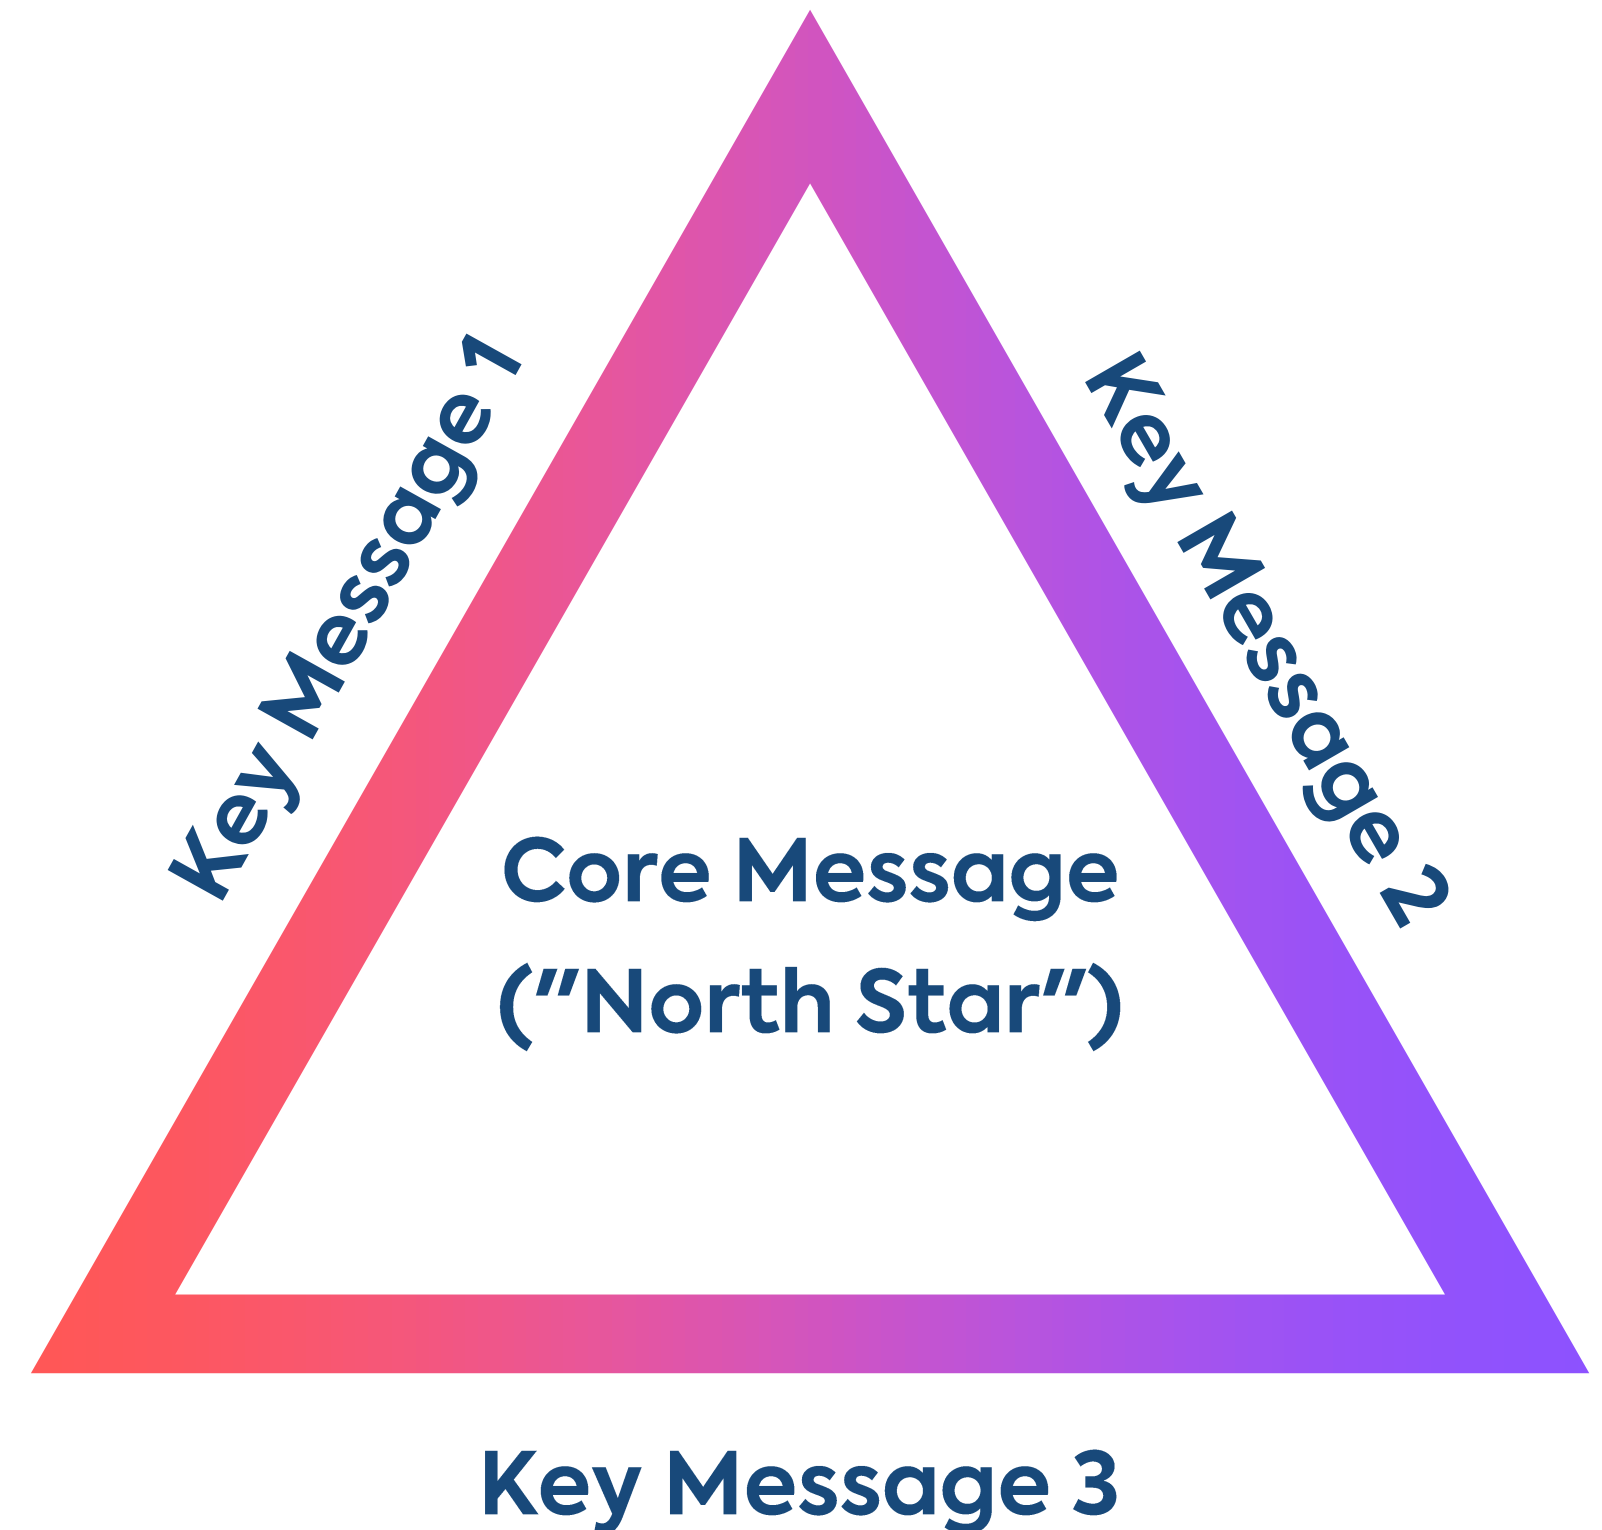 Key Message 1
Key Message 2
Core Message
("North Star")
Key Message 3